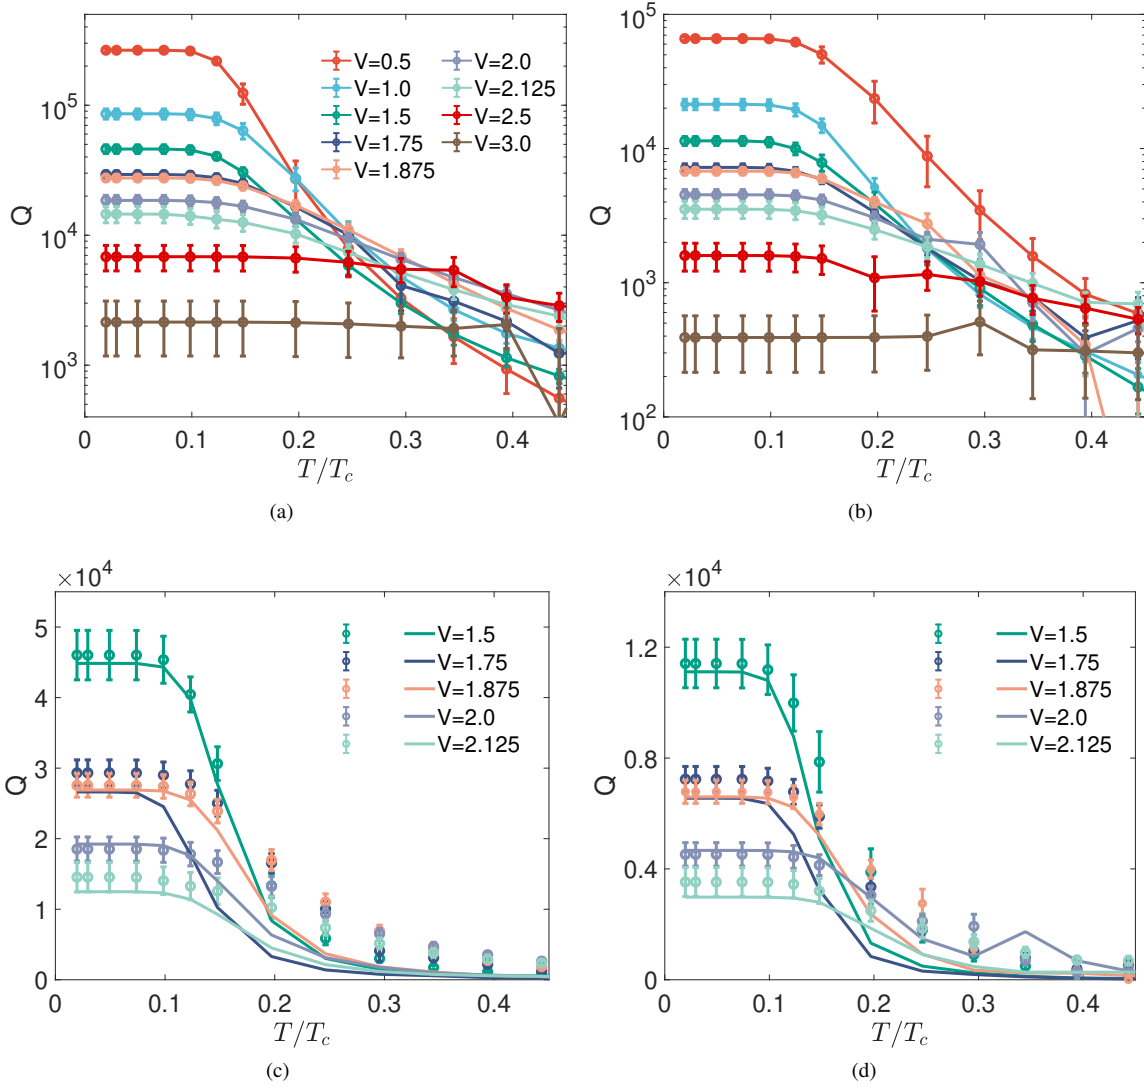 10^5
10^4
10^3
Q
0
0.1
0.2
0.3
0.4
T/T_c
V=0.5
V=1.0
V=1.5
V=1.75
V=1.875
V=2.0
V=2.125
V=2.5
V=3.0
(a)
10^5
10^4
10^3
10^2
Q
0
0.1
0.2
0.3
0.4
T/T_c
(b)
×10^4
5
4
3
2
1
0
Q
0
0.1
0.2
0.3
0.4
T/T_c
V=1.5
V=1.75
V=1.875
V=2.0
V=2.125
(c)
×10^4
1.2
0.8
0.4
0
Q
0
0.1
0.2
0.3
0.4
T/T_c
V=1.5
V=1.75
V=1.875
V=2.0
V=2.125
(d)